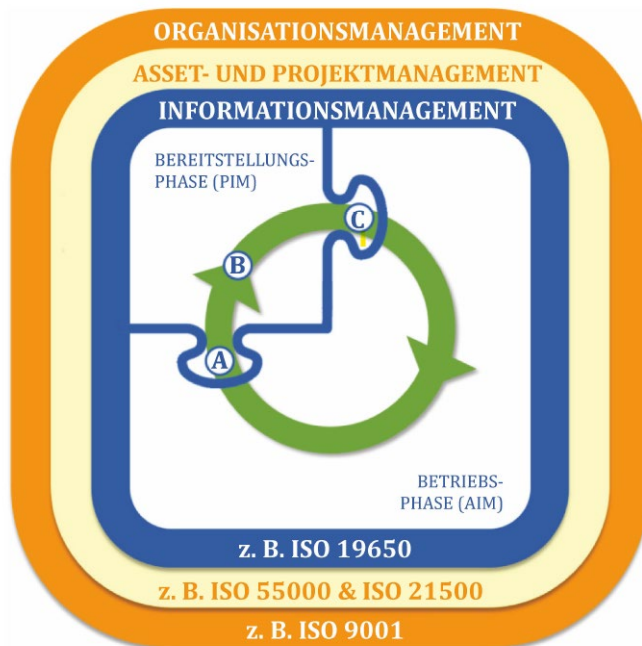 ORGANISATIONSMANAGEMENT
ASSET- UND PROJEKTMANAGEMENT
INFORMATIONSMANAGEMENT
BEREITSTELLUNGS-
PHASE (PIM)
C
B
A
BETRIEBS-
PHASE (AIM)
z. B. ISO 19650
z. B. ISO 55000 & ISO 21500
z. B. ISO 9001